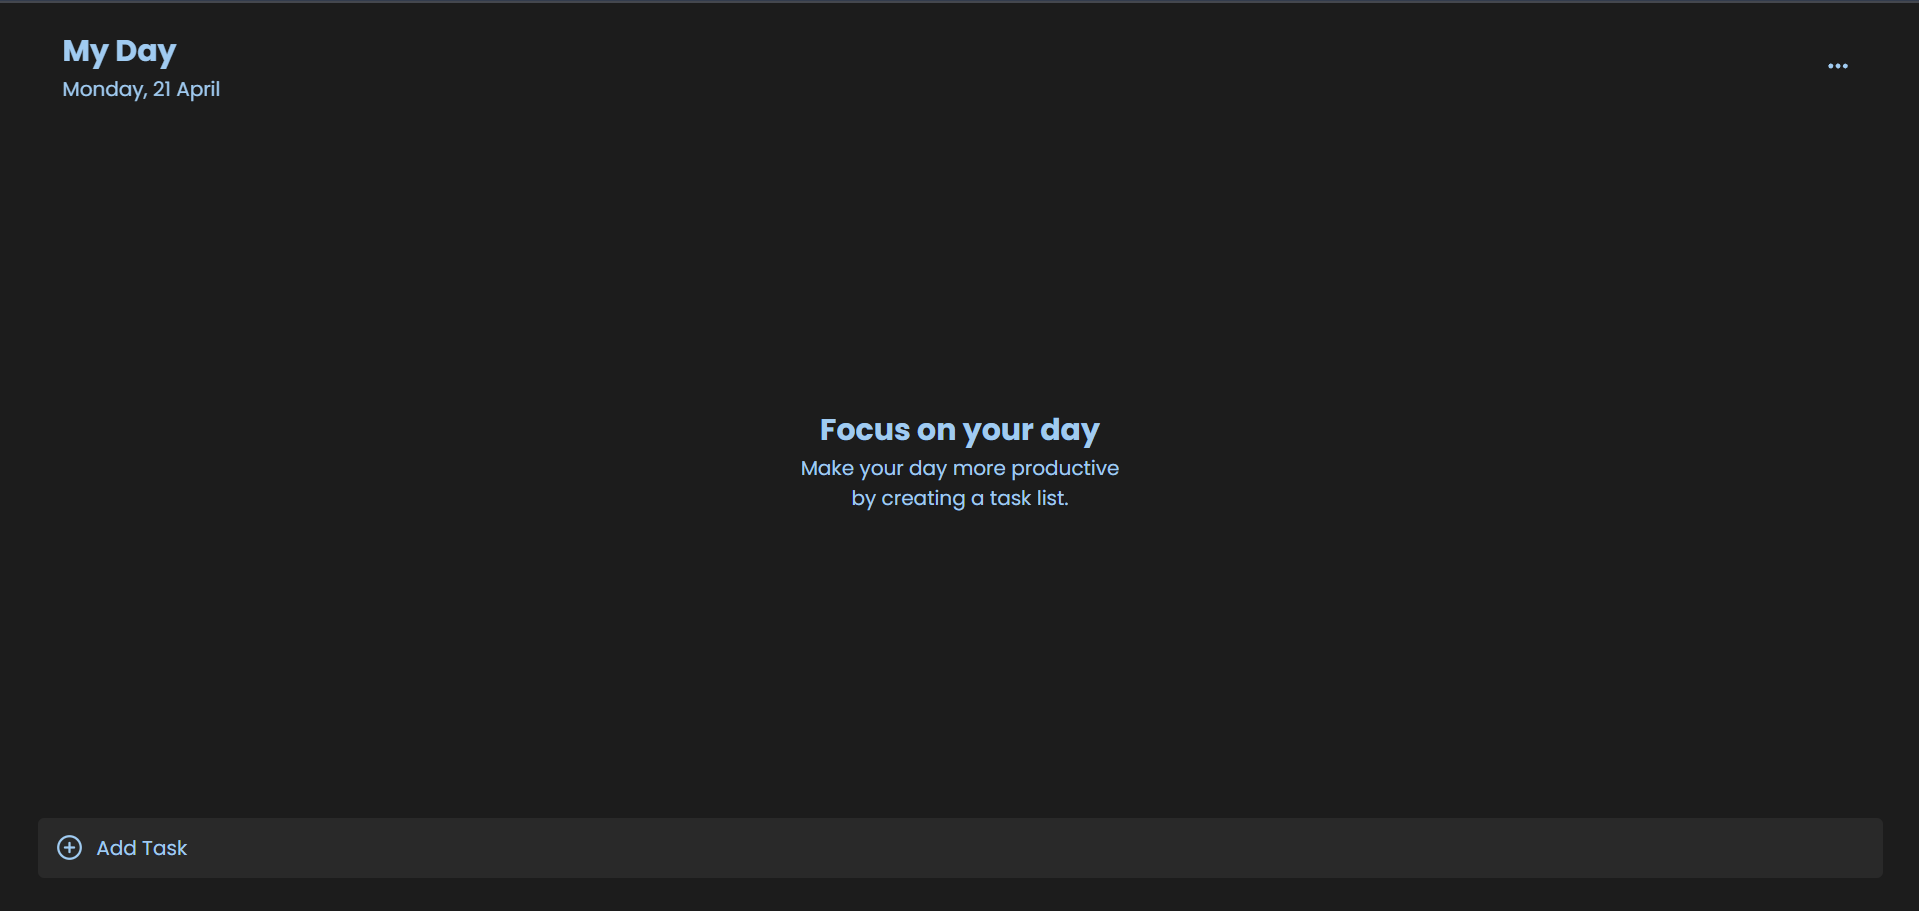 My Day
Monday, 21 April
Focus on your day
Make your day more productive
by creating a task list.
Add Task